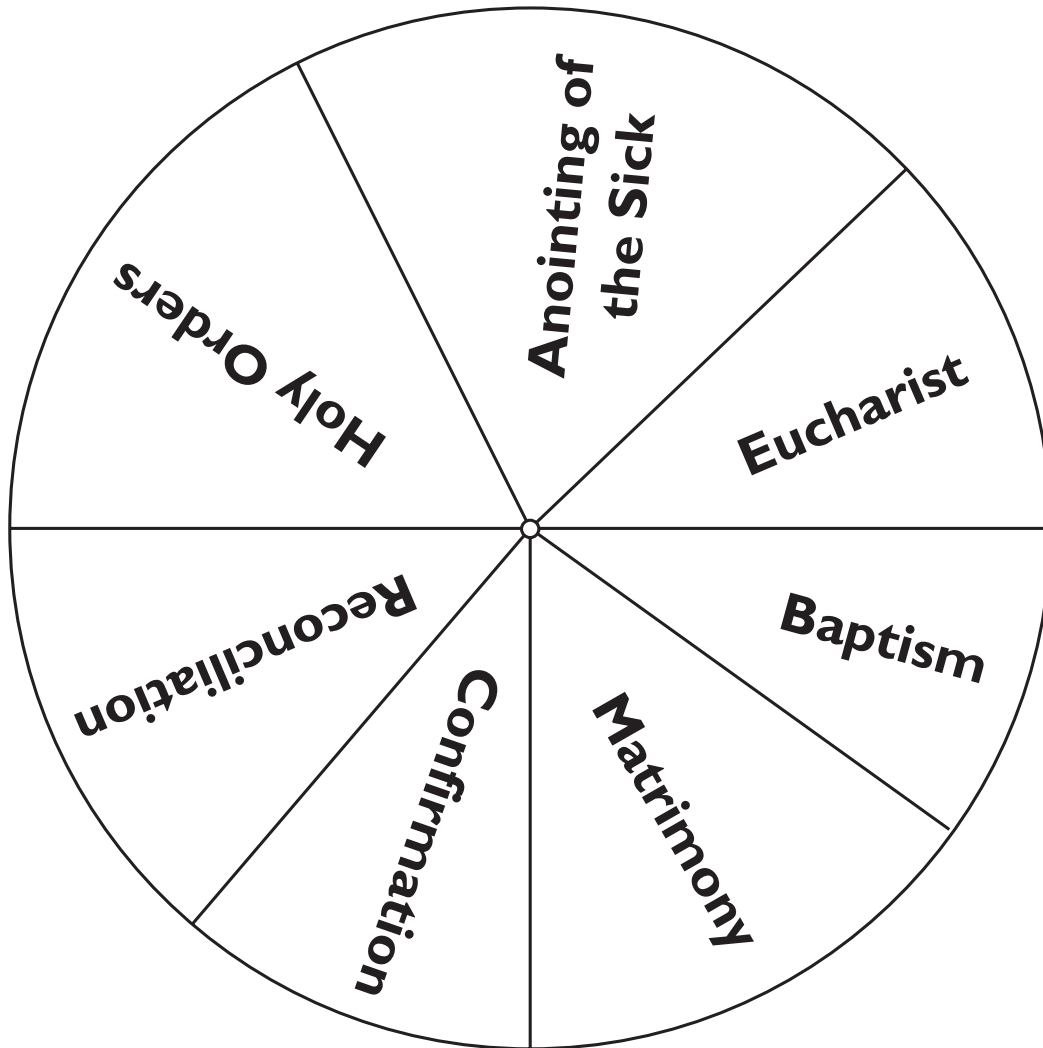 Anointing of
the Sick
Eucharist
Baptism
Matrimony
Confirmation
Reconciliation
Holy Orders